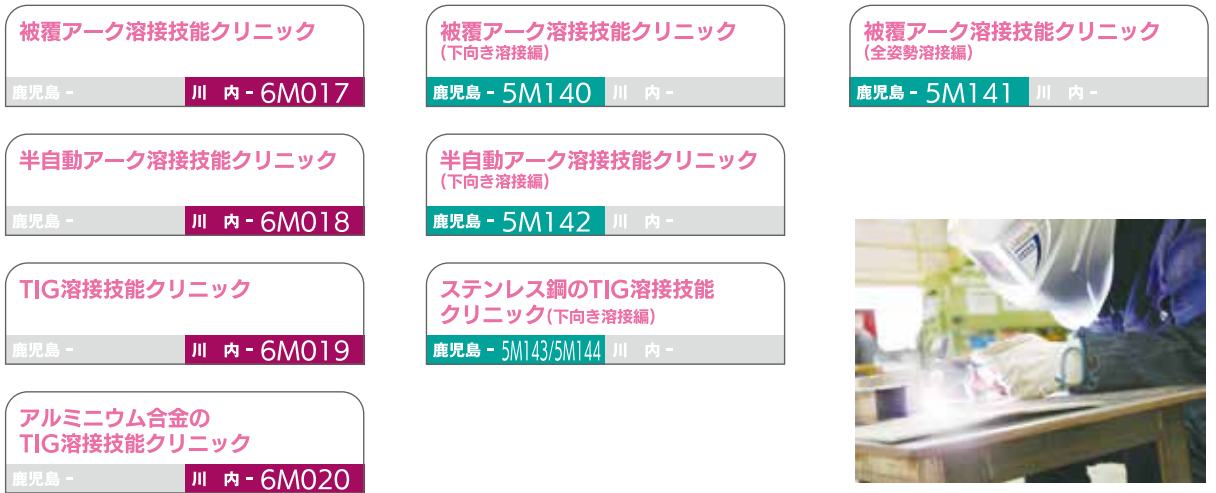 被覆アーク溶接技能クリニック
鹿児島 - 川 内 - 6M017
被覆アーク溶接技能クリニック
(下向き溶接編)
鹿児島 - 5M140 川 内 -
被覆アーク溶接技能クリニック
(全姿勢溶接編)
鹿児島 - 5M141 川 内 -
半自動アーク溶接技能クリニック
鹿児島 - 川 内 - 6M018
半自動アーク溶接技能クリニック
(下向き溶接編)
鹿児島 - 5M142 川 内 -
TIG溶接技能クリニック
鹿児島 - 川 内 - 6M019
ステンレス鋼のTIG溶接技能
クリニック(下向き溶接編)
鹿児島 - 5M143/5M144 川 内 -
アルミニウム合金の
TIG溶接技能クリニック
鹿児島 - 川 内 - 6M020